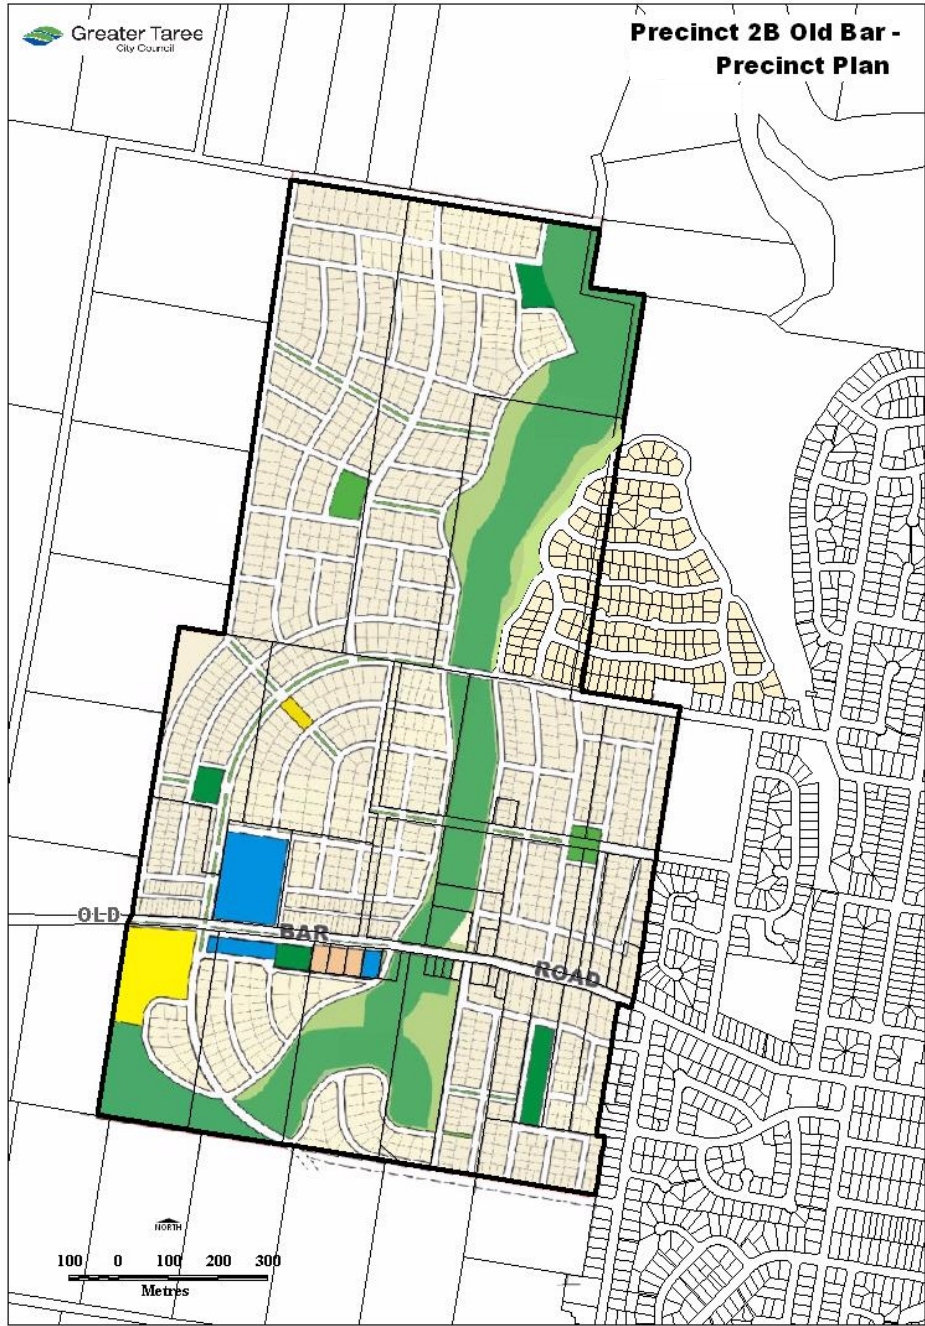 Greater Taree
City Council
Precinct 2B Old Bar -
Precinct Plan
OLD
BAR
ROAD
NORTH
100 0 100 200 300
Metres